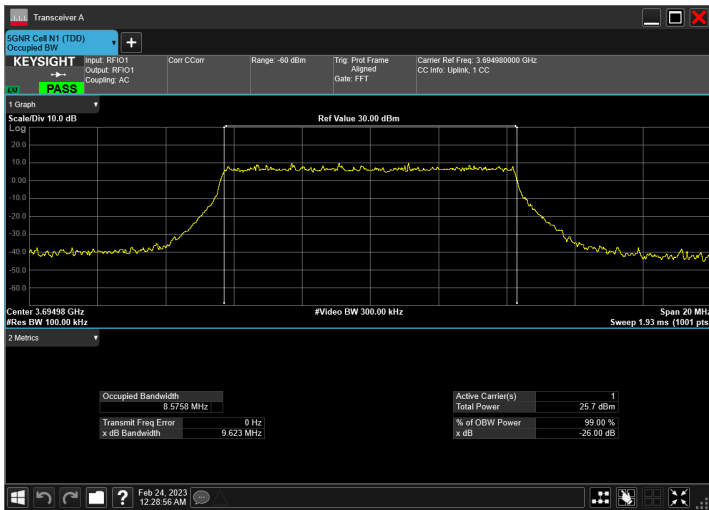 Transceiver A
5GNR Cell N1 (TDD)
Occupied BW
KEYSIGHT
LXI
PASS
Input: RFIO1
Output: RFIO1
Coupling: AC
Corr CCorr
Range: -60 dBm
Trig: Prot Frame
Aligned
Gate: FFT
Carrier Ref Freq: 3.694980000 GHz
CC Info: Uplink, 1 CC
1 Graph
Scale/Div 10.0 dB
Ref Value 30.00 dBm
Log
20.0
10.0
0.00
-10.0
-20.0
-30.0
-40.0
-50.0
-60.0
Center 3.69498 GHz
#Video BW 300.00 kHz
Span 20 MHz
#Res BW 100.00 kHz
Sweep 1.93 ms (1001 pts
2 Metrics
Occupied Bandwidth
8.5758 MHz
Transmit Freq Error 0 Hz
x dB Bandwidth 9.623 MHz
Active Carrier(s) 1
Total Power 25.7 dBm
% of OBW Power 99.00 %
x dB -26.00 dB
?
Feb 24, 2023
12:28:56 AM